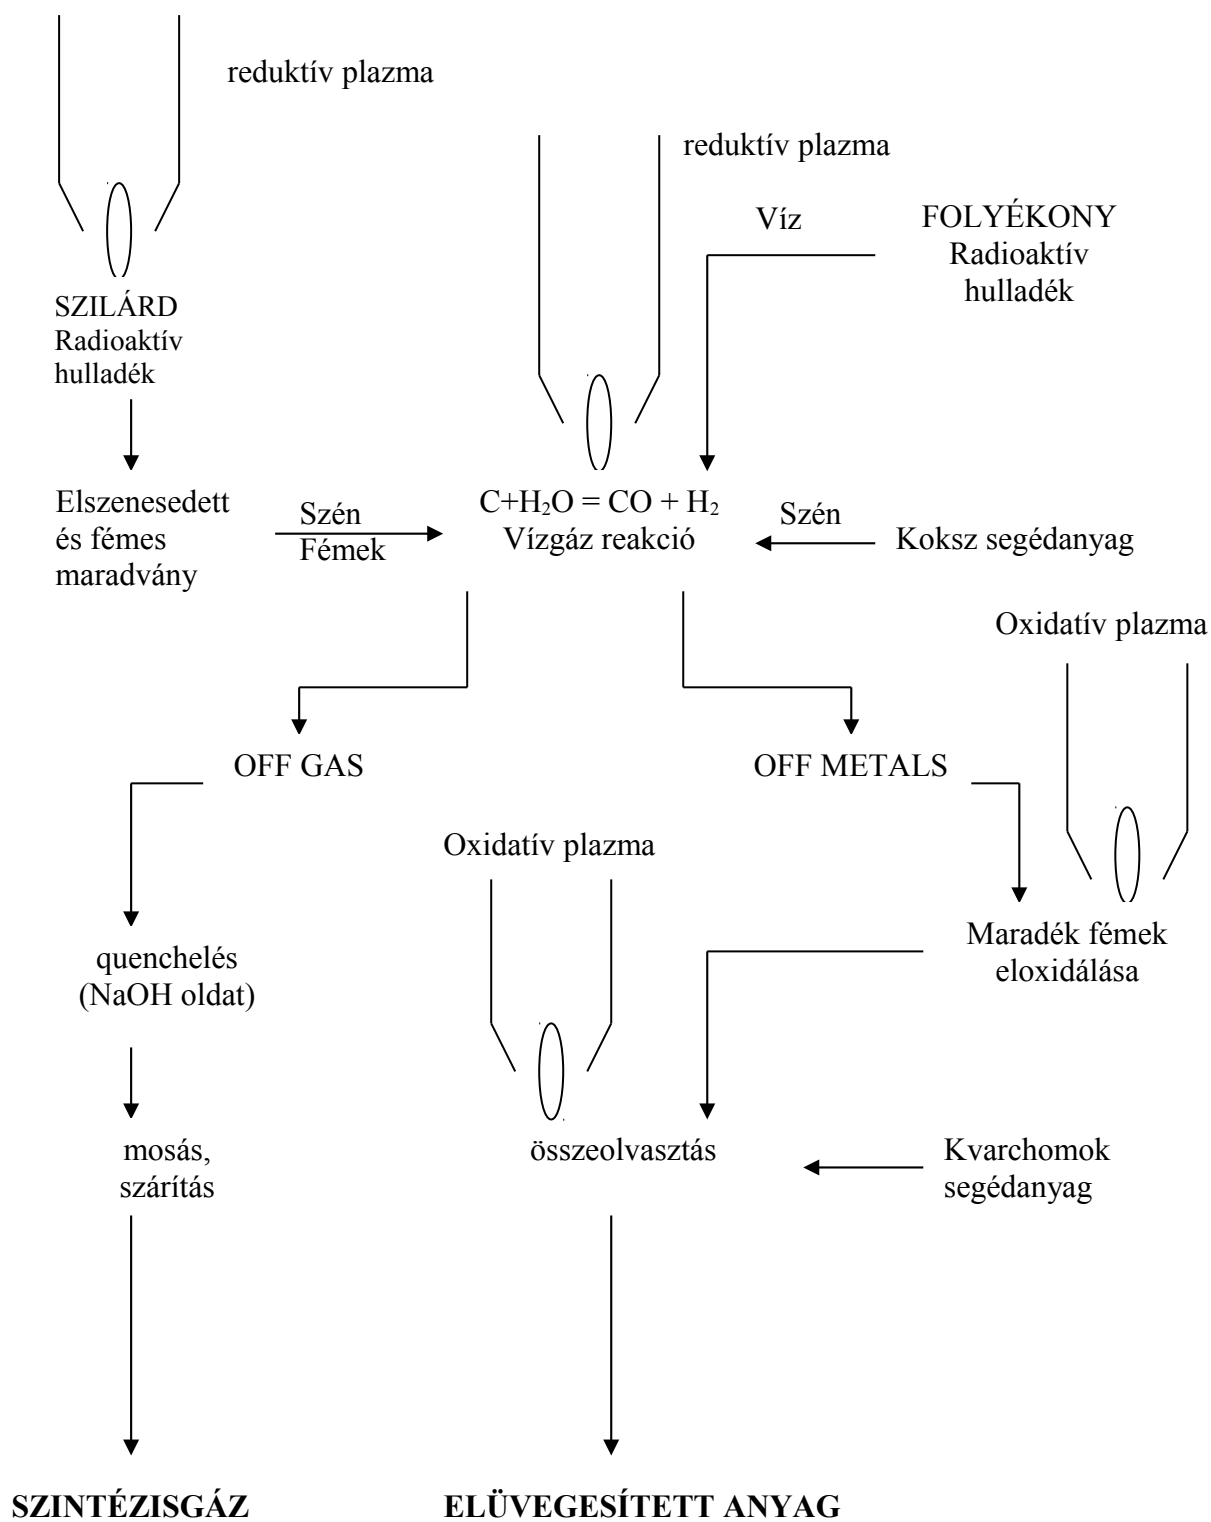 reduktív plazma
reduktív plazma
Víz
FOLYÉKONY
Radioaktív
hulladék
SZILÁRD
Radioaktív
hulladék
Elszenesedett
és fémes
maradvány
Szén
Fémek
C+H₂O = CO + H₂
Vízgáz reakció
Szén
Koksz segédanyag
Oxidatív plazma
OFF GAS
OFF METALS
Oxidatív plazma
Maradék fémek
eloxidálása
quenchelés
(NaOH oldat)
mosás,
szárítás
összeolvasztás
Kvarchomok
segédanyag
SZINTÉZISGÁZ
ELÜVEGESÍTETT ANYAG